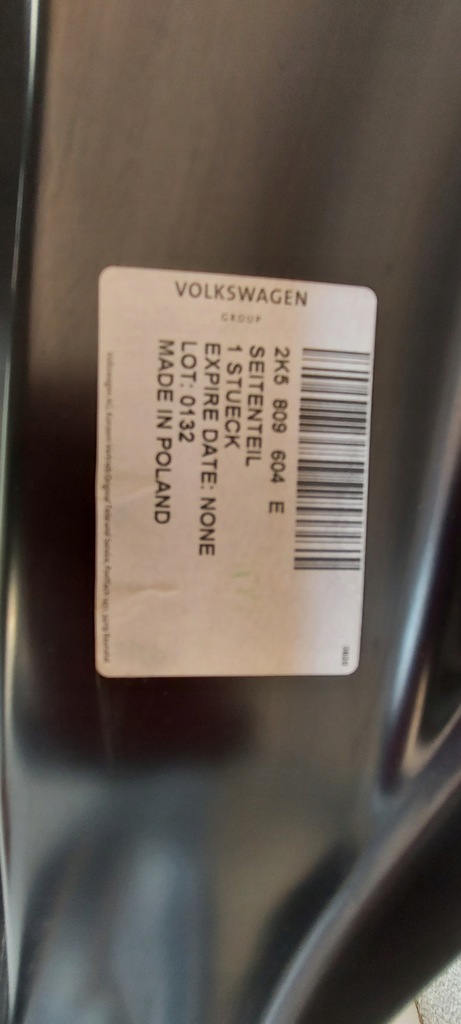 VOLKSWAGEN
GROUP
2K5 809 604 E
SEITENTEIL
1 STUECK
EXPIRE DATE: NONE
LOT: 0132
MADE IN POLAND